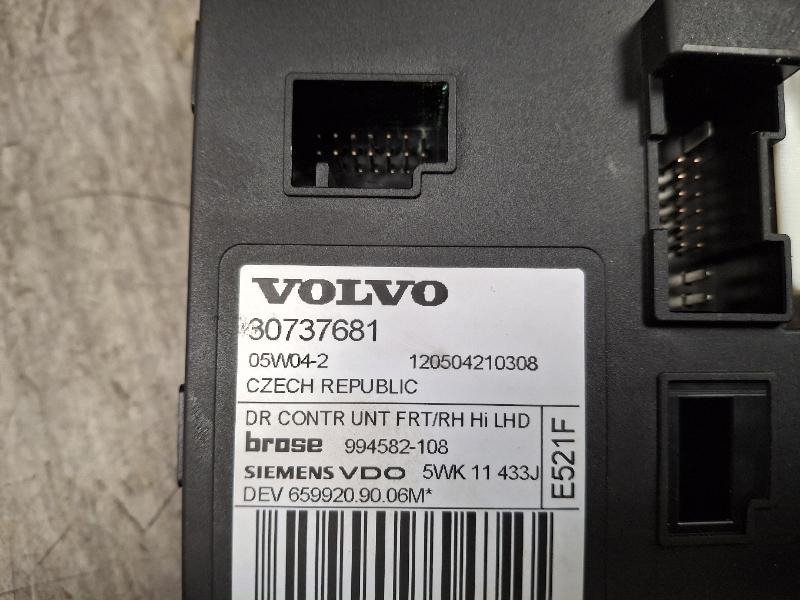 VOLVO
30737681
05W04-2 120504210308
CZECH REPUBLIC
DR CONTR UNT FRT/RH Hi LHD
brose 994582-108
SIEMENS VDO 5WK 11 433J
DEV 659920.90.06M*
E521F